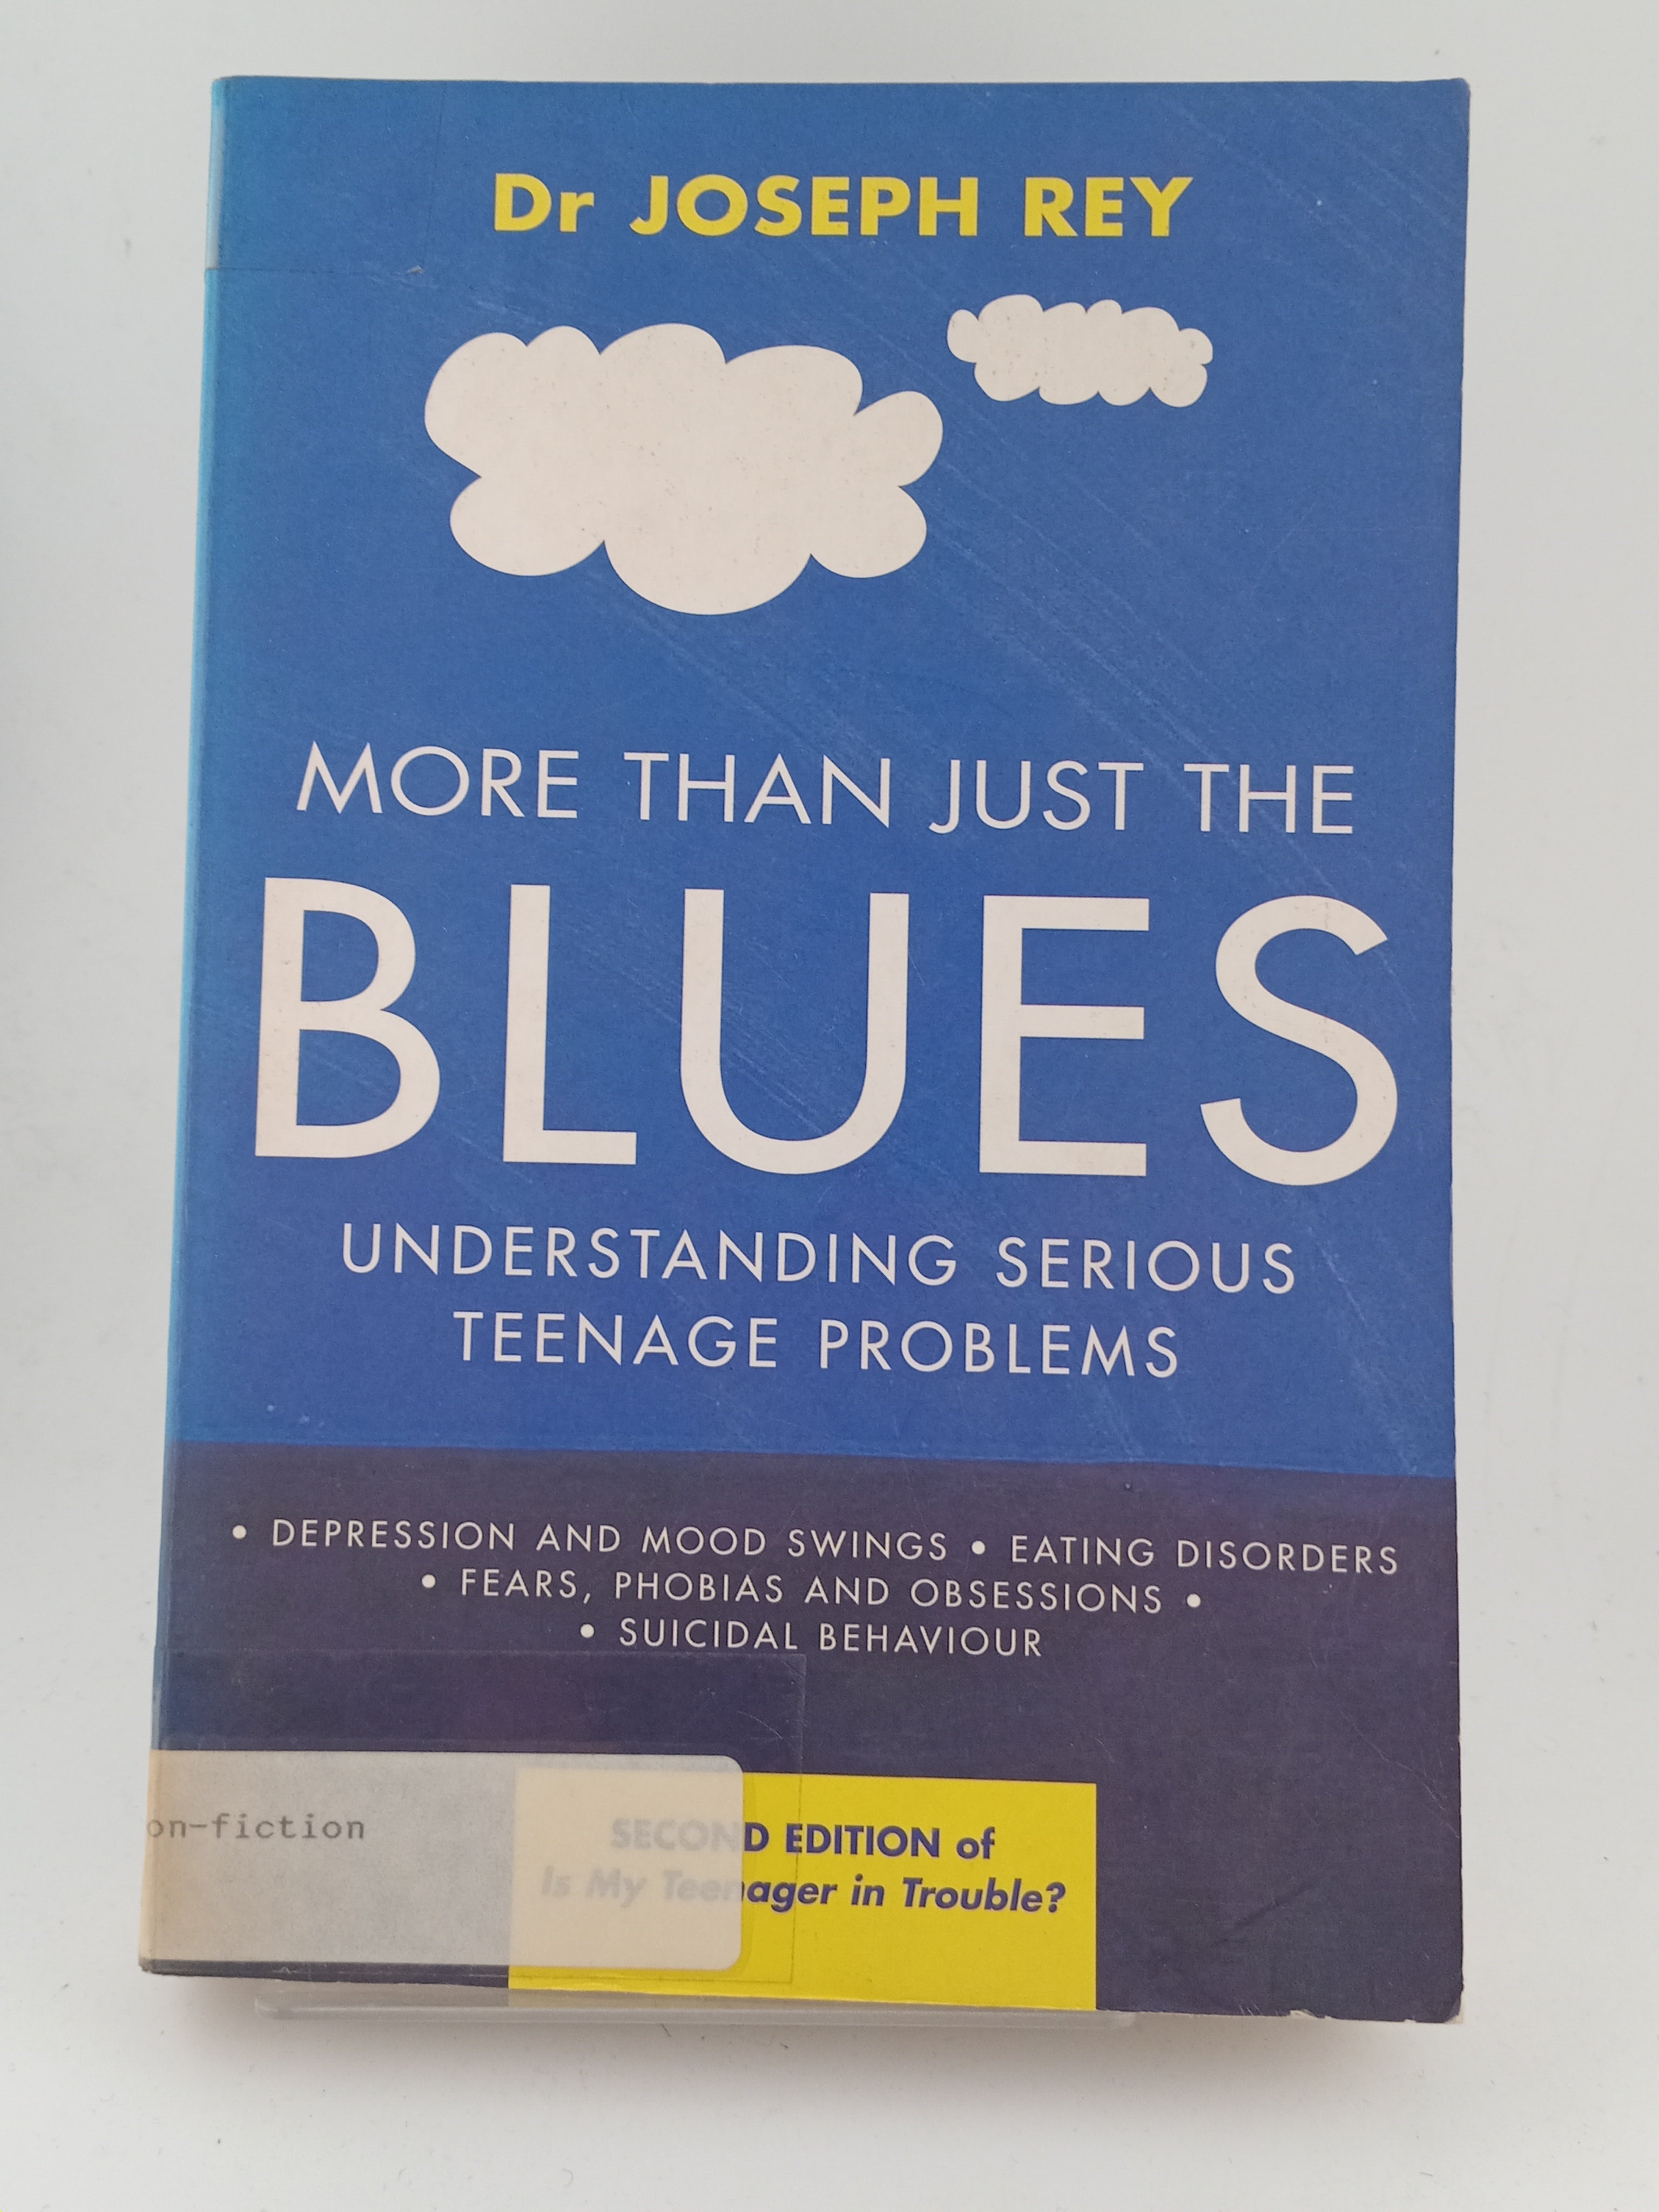 Dr JOSEPH REY
MORE THAN JUST THE
BLUES
UNDERSTANDING SERIOUS
TEENAGE PROBLEMS
• DEPRESSION AND MOOD SWINGS • EATING DISORDERS
• FEARS, PHOBIAS AND OBSESSIONS •
• SUICIDAL BEHAVIOUR
on-fiction
SECOND EDITION of
Is My Teenager in Trouble?